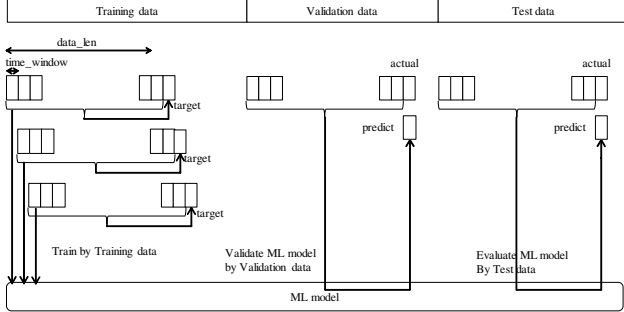 Training data
Validation data
Test data
data_len
time_window
actual
actual
target
predict
predict
target
target
Train by Training data
Validate ML model
by Validation data
Evaluate ML model
By Test data
ML model